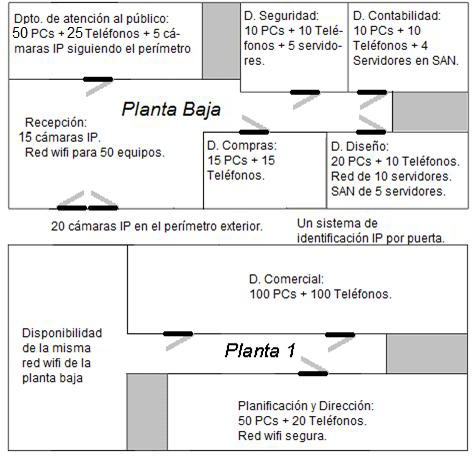 Dpto. de atención al público:
50 PCs + 25 Teléfonos + 5 cá-
maras IP siguiendo el perímetro
D. Seguridad:
10 PCs + 10 Telé-
fonos + 5 servido-
res.
D. Contabilidad:
10 PCs + 10
Teléfonos + 4
Servidores en SAN.
Planta Baja
Recepción:
15 cámaras IP.
Red wifi para 50 equipos.
D. Compras:
15 PCs + 15
Teléfonos.
D. Diseño:
20 PCs + 10 Teléfonos.
Red de 10 servidores.
SAN de 5 servidores.
20 cámaras IP en el perímetro exterior.
Un sistema de
identificación IP por puerta.
D. Comercial:
100 PCs + 100 Teléfonos.
Disponibilidad
de la misma
red wifi de la
planta baja
Planta 1
Planificación y Dirección:
50 PCs + 20 Teléfonos.
Red wifi segura.